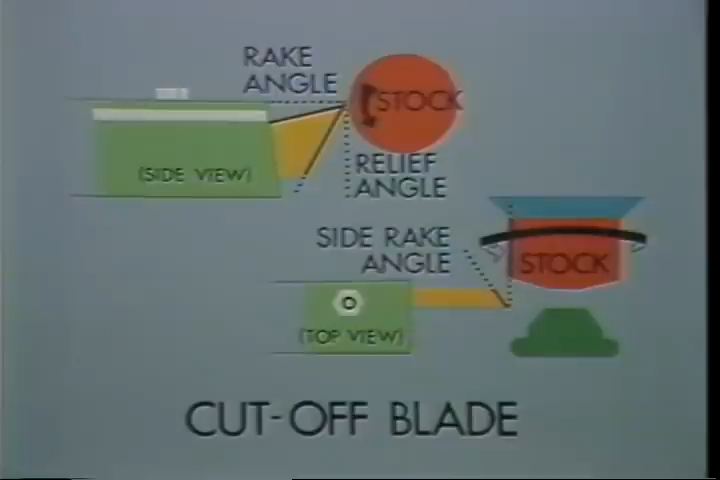 RAKE
ANGLE
STOCK
(SIDE VIEW)
RELIEF
ANGLE
SIDE RAKE
ANGLE
STOCK
(TOP VIEW)
CUT-OFF BLADE